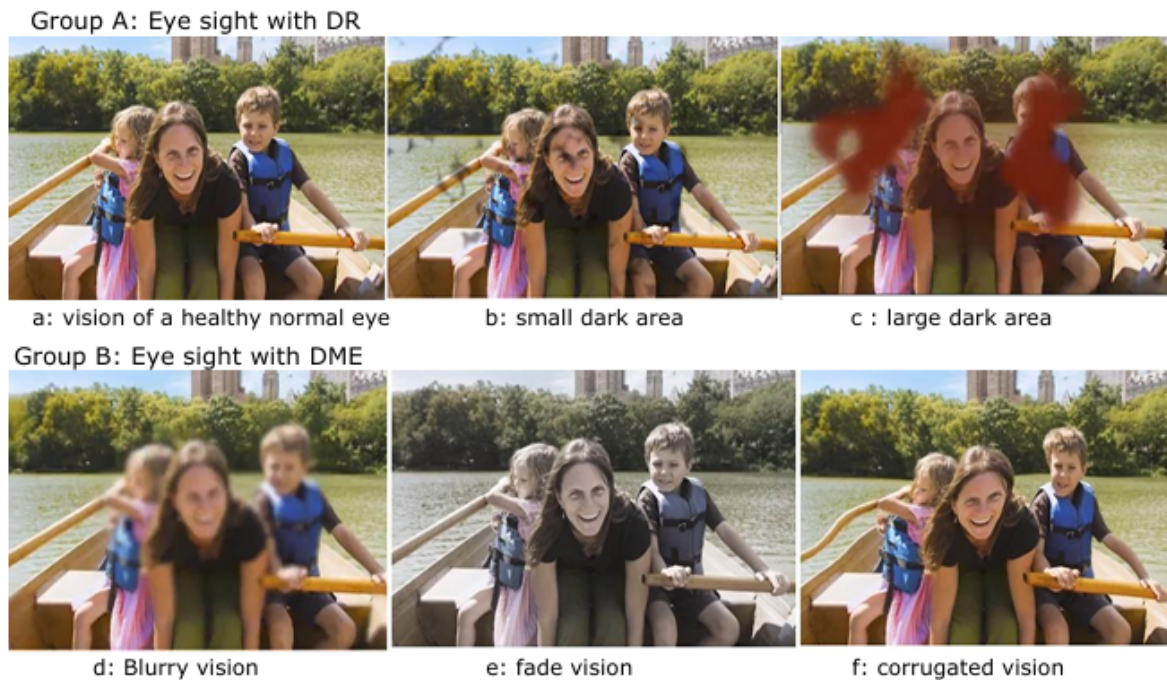 Group A: Eye sight with DR
a: vision of a healthy normal eye
b: small dark area
c : large dark area
Group B: Eye sight with DME
d: Blurry vision
e: fade vision
f: corrugated vision